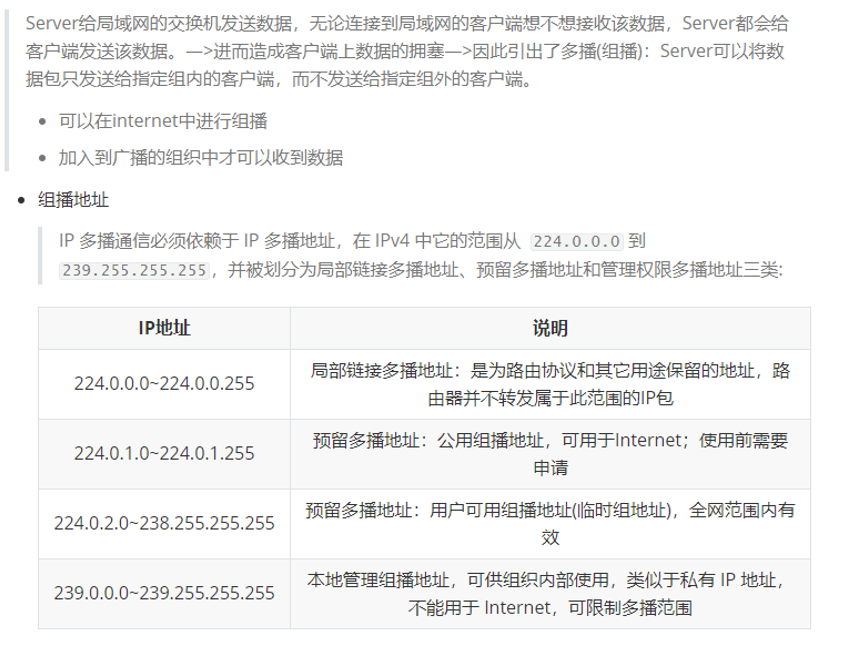 Server给局域网的交换机发送数据，无论连接到局域网的客户端想不想接收该数据，Server都会给
客户端发送该数据。—>进而造成客户端上数据的拥塞—>因此引出了多播(组播)：Server可以将数
据包只发送给指定组内的客户端，而不发送给指定组外的客户端。
可以在internet中进行组播
加入到广播的组织中才可以收到数据
组播地址
IP 多播通信必须依赖于 IP 多播地址，在 IPv4 中它的范围从 224.0.0.0 到
239.255.255.255，并被划分为局部链接多播地址、预留多播地址和管理权限多播地址三类:
IP地址 说明
224.0.0.0~224.0.0.255 局部链接多播地址：是为路由协议和其它用途保留的地址，路
由器并不转发属于此范围的IP包
224.0.1.0~224.0.1.255 预留多播地址：公用组播地址，可用于Internet；使用前需要
申请
224.0.2.0~238.255.255.255 预留多播地址：用户可用组播地址(临时组地址)，全网范围内有
效
239.0.0.0~239.255.255.255 本地管理组播地址，可供组织内部使用，类似于私有 IP 地址，
不能用于 Internet，可限制多播范围